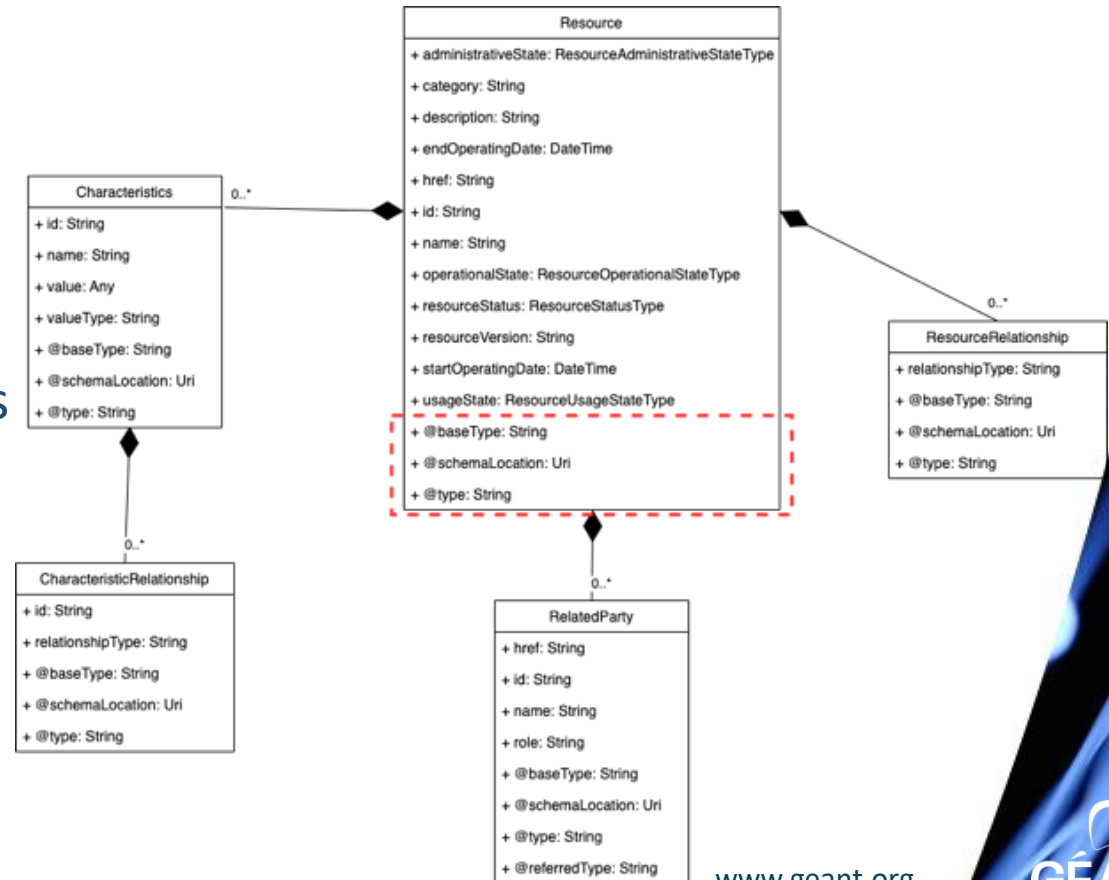 Resource
+ administrativeState: ResourceAdministrativeStateType
+ category: String
+ description: String
+ endOperatingDate: DateTime
+ href: String
+ id: String
+ name: String
+ operationalState: ResourceOperationalStateType
+ resourceStatus: ResourceStatusType
+ resourceVersion: String
+ startOperatingDate: DateTime
+ usageState: ResourceUsageStateType
+ @baseType: String
+ @schemaLocation: Uri
+ @type: String
Characteristics
0..*
+ id: String
+ name: String
+ value: Any
+ valueType: String
+ @baseType: String
+ @schemaLocation: Uri
+ @type: String
s
0..*
ResourceRelationship
+ relationshipType: String
+ @baseType: String
+ @schemaLocation: Uri
+ @type: String
0..*
CharacteristicRelationship
+ id: String
+ relationshipType: String
+ @baseType: String
+ @schemaLocation: Uri
+ @type: String
0..*
RelatedParty
+ href: String
+ id: String
+ name: String
+ role: String
+ @baseType: String
+ @schemaLocation: Uri
+ @type: String
+ @referredType: String
www.geant.org